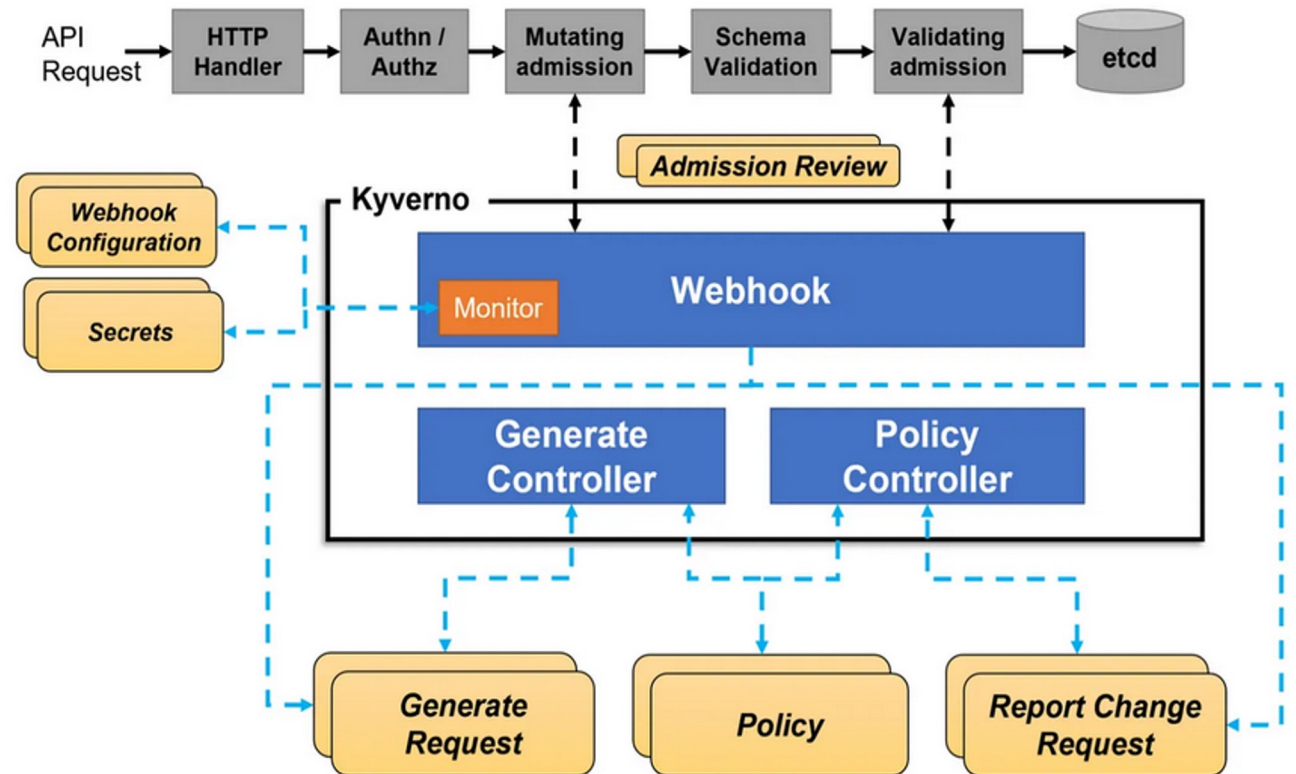 API
Request
HTTP
Handler
Authn /
Authz
Mutating
admission
Schema
Validation
Validating
admission
etcd
Admission Review
Kyverno
Webhook
Configuration
Secrets
Monitor
Webhook
Generate
Controller
Policy
Controller
Generate
Request
Policy
Report Change
Request